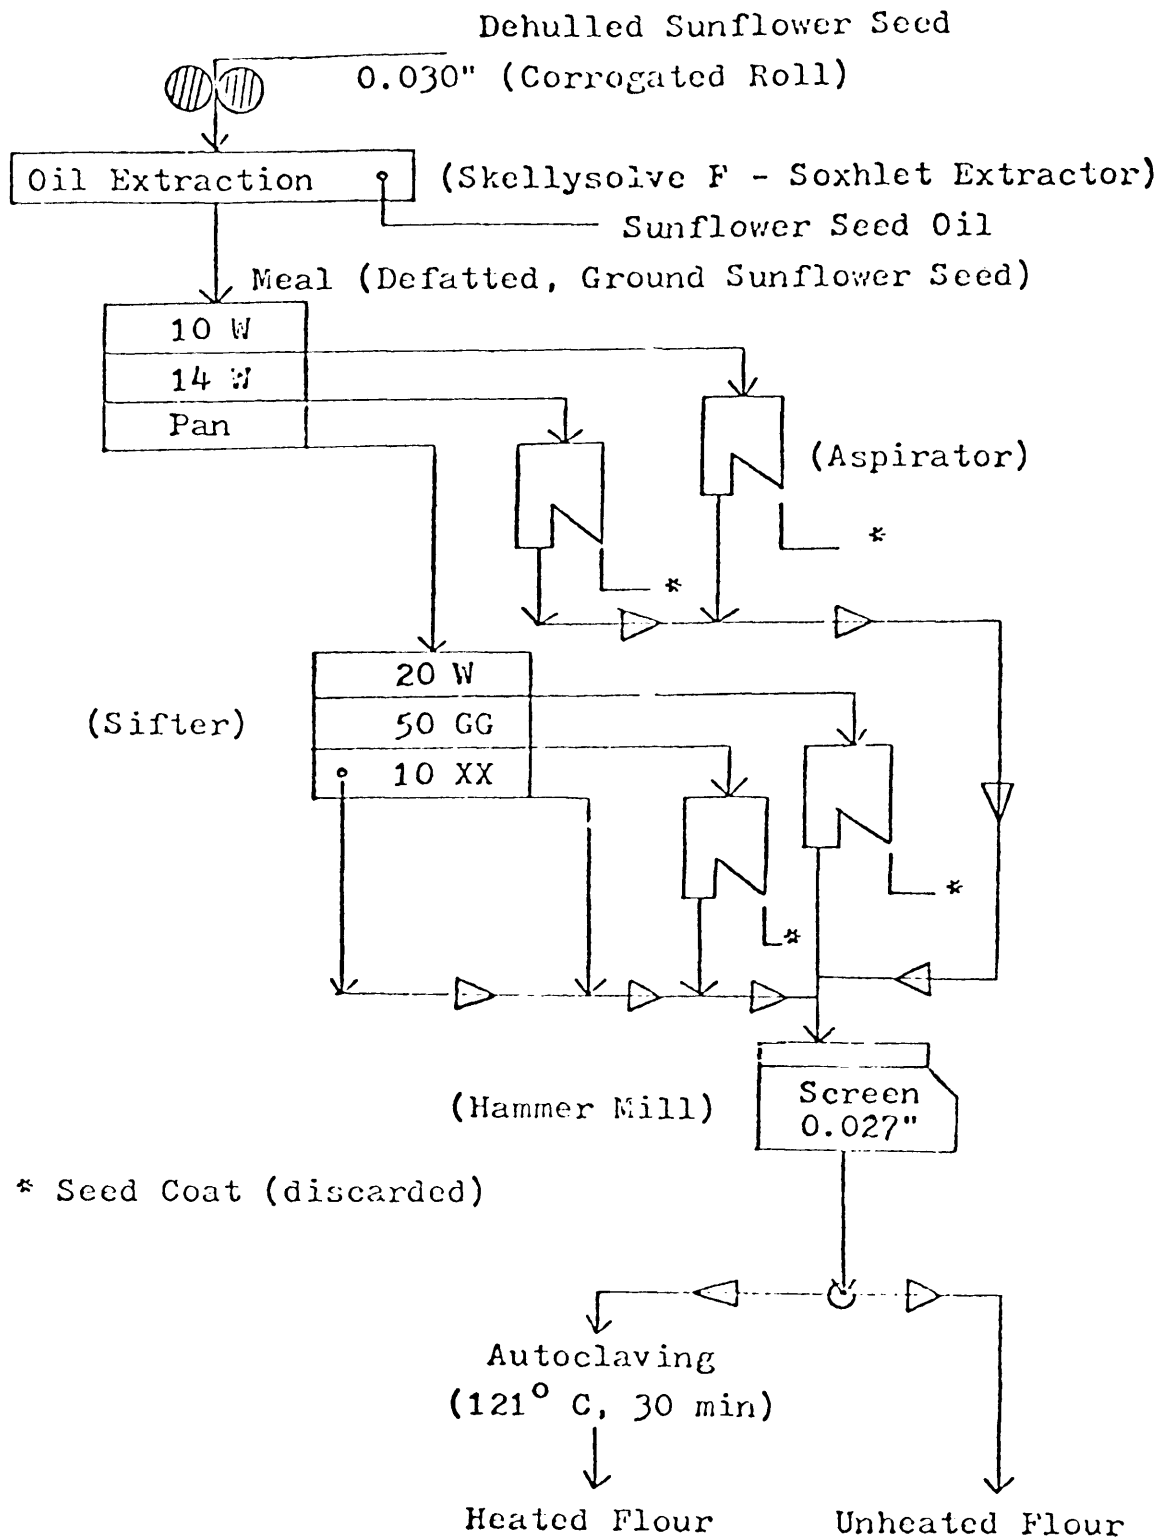 Dehulled Sunflower Seed
0.030" (Corrogated Roll)
Oil Extraction
(Skellysolve F - Soxhlet Extractor)
Sunflower Seed Oil
Meal (Defatted, Ground Sunflower Seed)
10 W
14 W
Pan
(Aspirator)
*
*
20 W
(Sifter)
50 GG
10 XX
*
*
(Hammer Mill)
Screen
0.027"
* Seed Coat (discarded)
Autoclaving
(121° C, 30 min)
Heated Flour
Unheated Flour